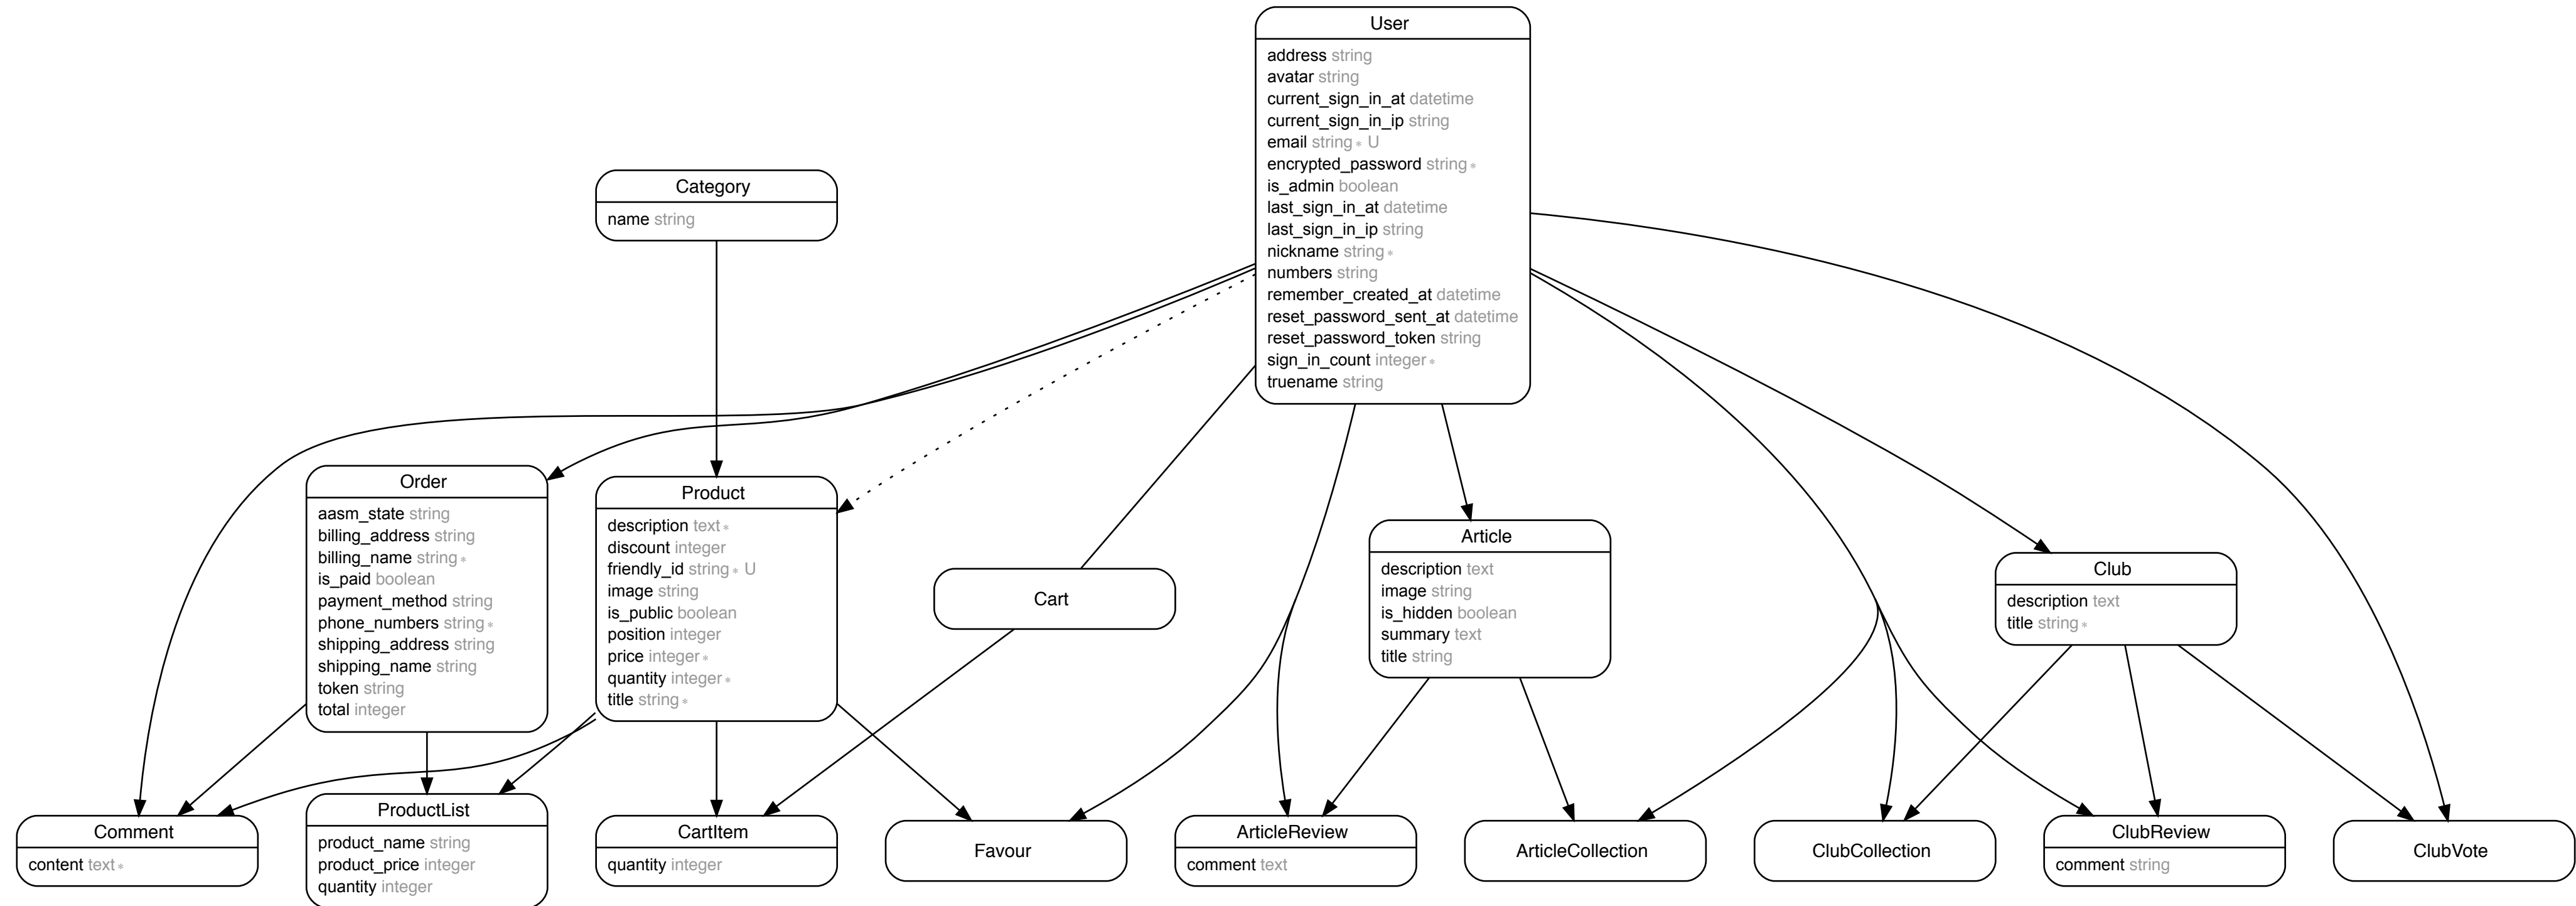 User
address string
avatar string
current_sign_in_at datetime
current_sign_in_ip string
email string * U
encrypted_password string *
is_admin boolean
last_sign_in_at datetime
last_sign_in_ip string
nickname string *
numbers string
remember_created_at datetime
reset_password_sent_at datetime
reset_password_token string
sign_in_count integer *
truename string
Category
name string
Order
aasm_state string
billing_address string
billing_name string *
is_paid boolean
payment_method string
phone_numbers string *
shipping_address string
shipping_name string
token string
total integer
Product
description text *
discount integer
friendly_id string * U
image string
is_public boolean
position integer
price integer *
quantity integer *
title string *
Cart
Article
description text
image string
is_hidden boolean
summary text
title string
Club
description text
title string *
Comment
content text *
ProductList
product_name string
product_price integer
quantity integer
CartItem
quantity integer
Favour
ArticleReview
comment text
ArticleCollection
ClubCollection
ClubReview
comment string
ClubVote